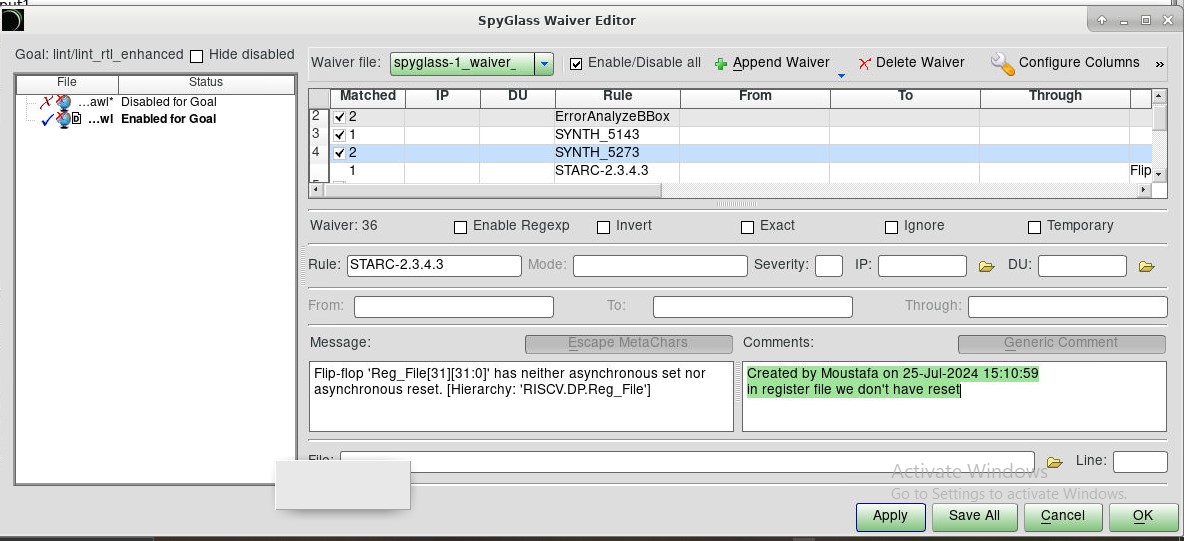 SpyGlass Waiver Editor
Goal: lint/lint_rtl_enhanced Hide disabled
File Status
...awl* Disabled for Goal
...wl Enabled for Goal
Waiver file: spyglass-1_waiver_ Enable/Disable all Append Waiver Delete Waiver Configure Columns »
Matched IP DU Rule From To Through
2 2 ErrorAnalyzeBBox
3 1 SYNTH_5143
4 2 SYNTH_5273
1 STARC-2.3.4.3 Flip
Waiver: 36 Enable Regexp Invert Exact Ignore Temporary
Rule: STARC-2.3.4.3 Mode: Severity: IP: DU:
From: To: Through:
Message: Escape MetaChars Comments: Generic Comment
Flip-flop 'Reg_File[31][31:0]' has neither asynchronous set nor
asynchronous reset. [Hierarchy: 'RISCV.DP.Reg_File']
Created by Moustafa on 25-Jul-2024 15:10:59
in register file we don't have reset
File: Line:
Activate Windows
Go to Settings to activate Windows.
Apply Save All Cancel OK